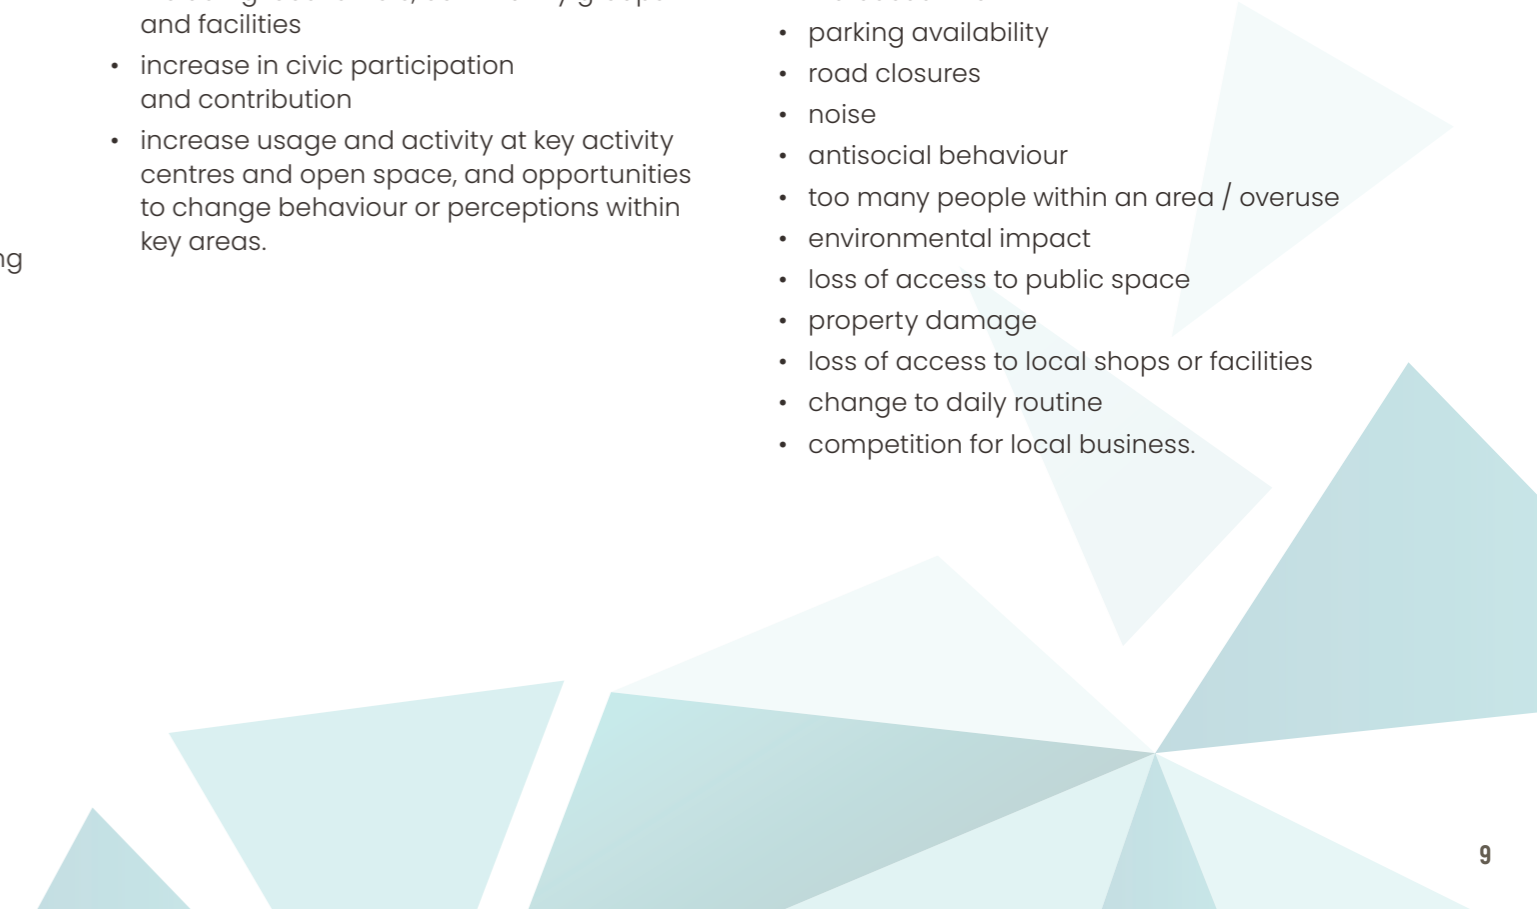 and facilities
• increase in civic participation
and contribution
• increase usage and activity at key activity
centres and open space, and opportunities
to change behaviour or perceptions within
key areas.
• parking availability
• road closures
• noise
• antisocial behaviour
• too many people within an area / overuse
• environmental impact
• loss of access to public space
• property damage
• loss of access to local shops or facilities
• change to daily routine
• competition for local business.
9